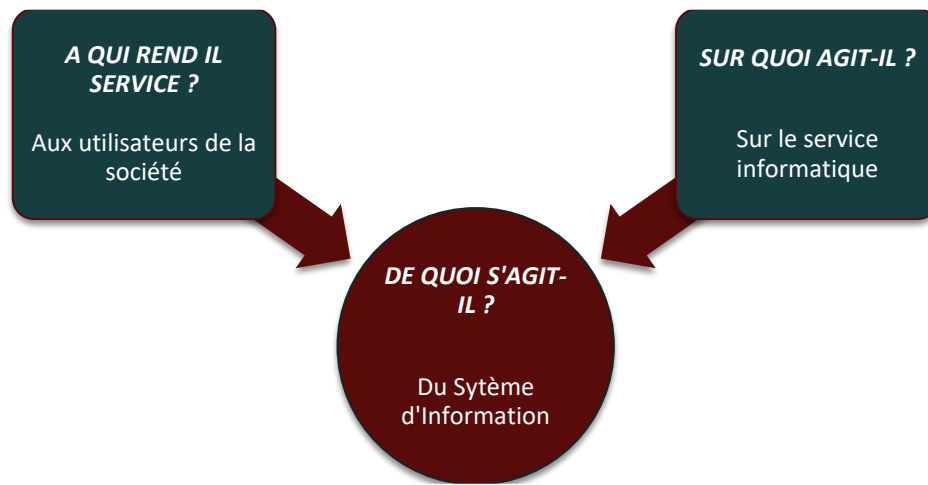 A QUI REND IL
SERVICE ?
Aux utilisateurs de la
société
SUR QUOI AGIT-IL ?
Sur le service
informatique
DE QUOI S'AGIT-
IL ?
Du Sytème
d'Information